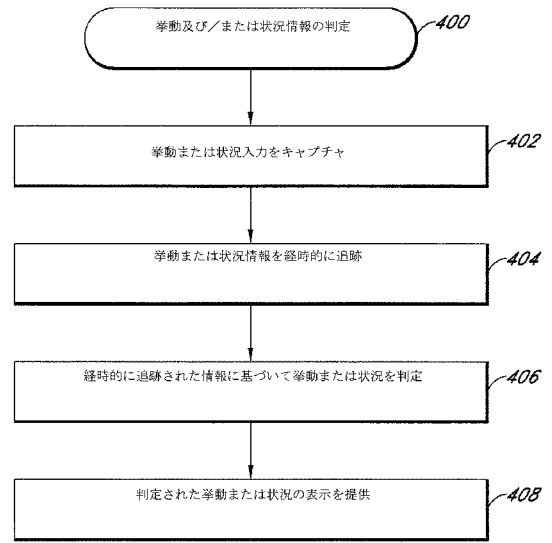 挙動及び／または状況情報の判定
400
挙動または状況入力をキャプチャ
402
挙動または状況情報を経時的に追跡
404
経時的に追跡された情報に基づいて挙動または状況を判定
406
判定された挙動または状況の表示を提供
408